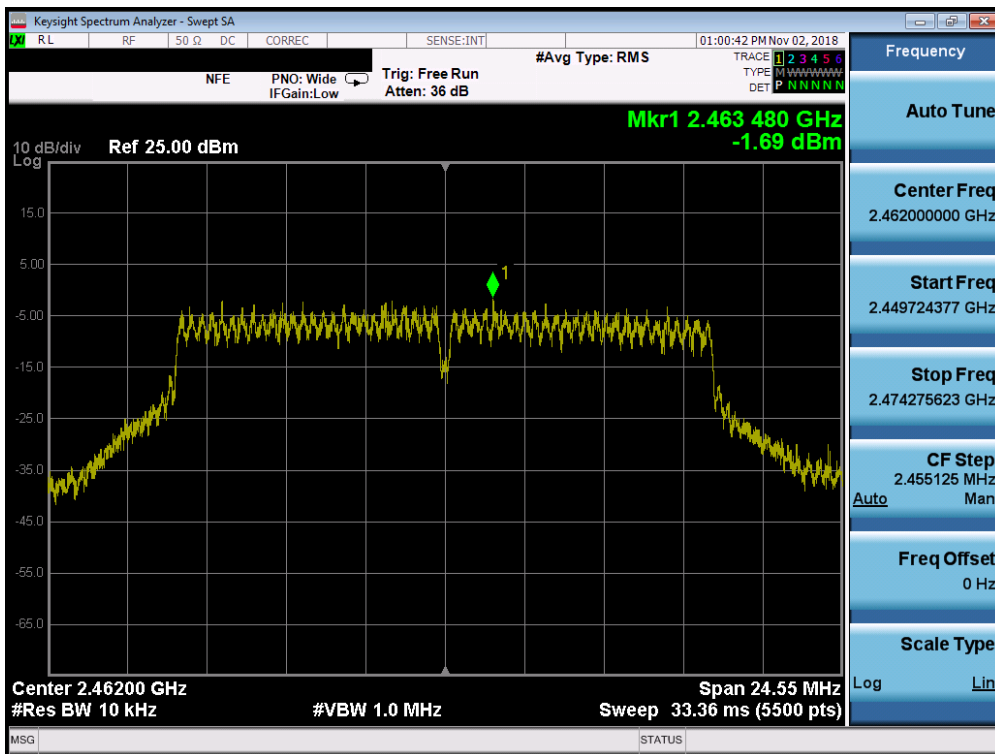 Keysight Spectrum Analyzer - Swept SA
LXI RL RF 50 Ω DC CORREC SENSE:INT 01:00:42 PM Nov 02, 2018
Frequency
NFE PNO: Wide Trig: Free Run #Avg Type: RMS TRACE 1 2 3 4 5 6
IFGain:Low Atten: 36 dB TYPE M WWWWW
DET P N N N N N
Auto Tune
Mkr1 2.463 480 GHz
-1.69 dBm
10 dB/div Ref 25.00 dBm
Log
15.0
5.00
-5.00
-15.0
-25.0
-35.0
-45.0
-55.0
-65.0
1
Center Freq
2.462000000 GHz
Start Freq
2.449724377 GHz
Stop Freq
2.474275623 GHz
CF Step
2.455125 MHz
Auto Man
Freq Offset
0 Hz
Scale Type
Log Lin
Center 2.46200 GHz Span 24.55 MHz
#Res BW 10 kHz #VBW 1.0 MHz Sweep 33.36 ms (5500 pts)
MSG STATUS